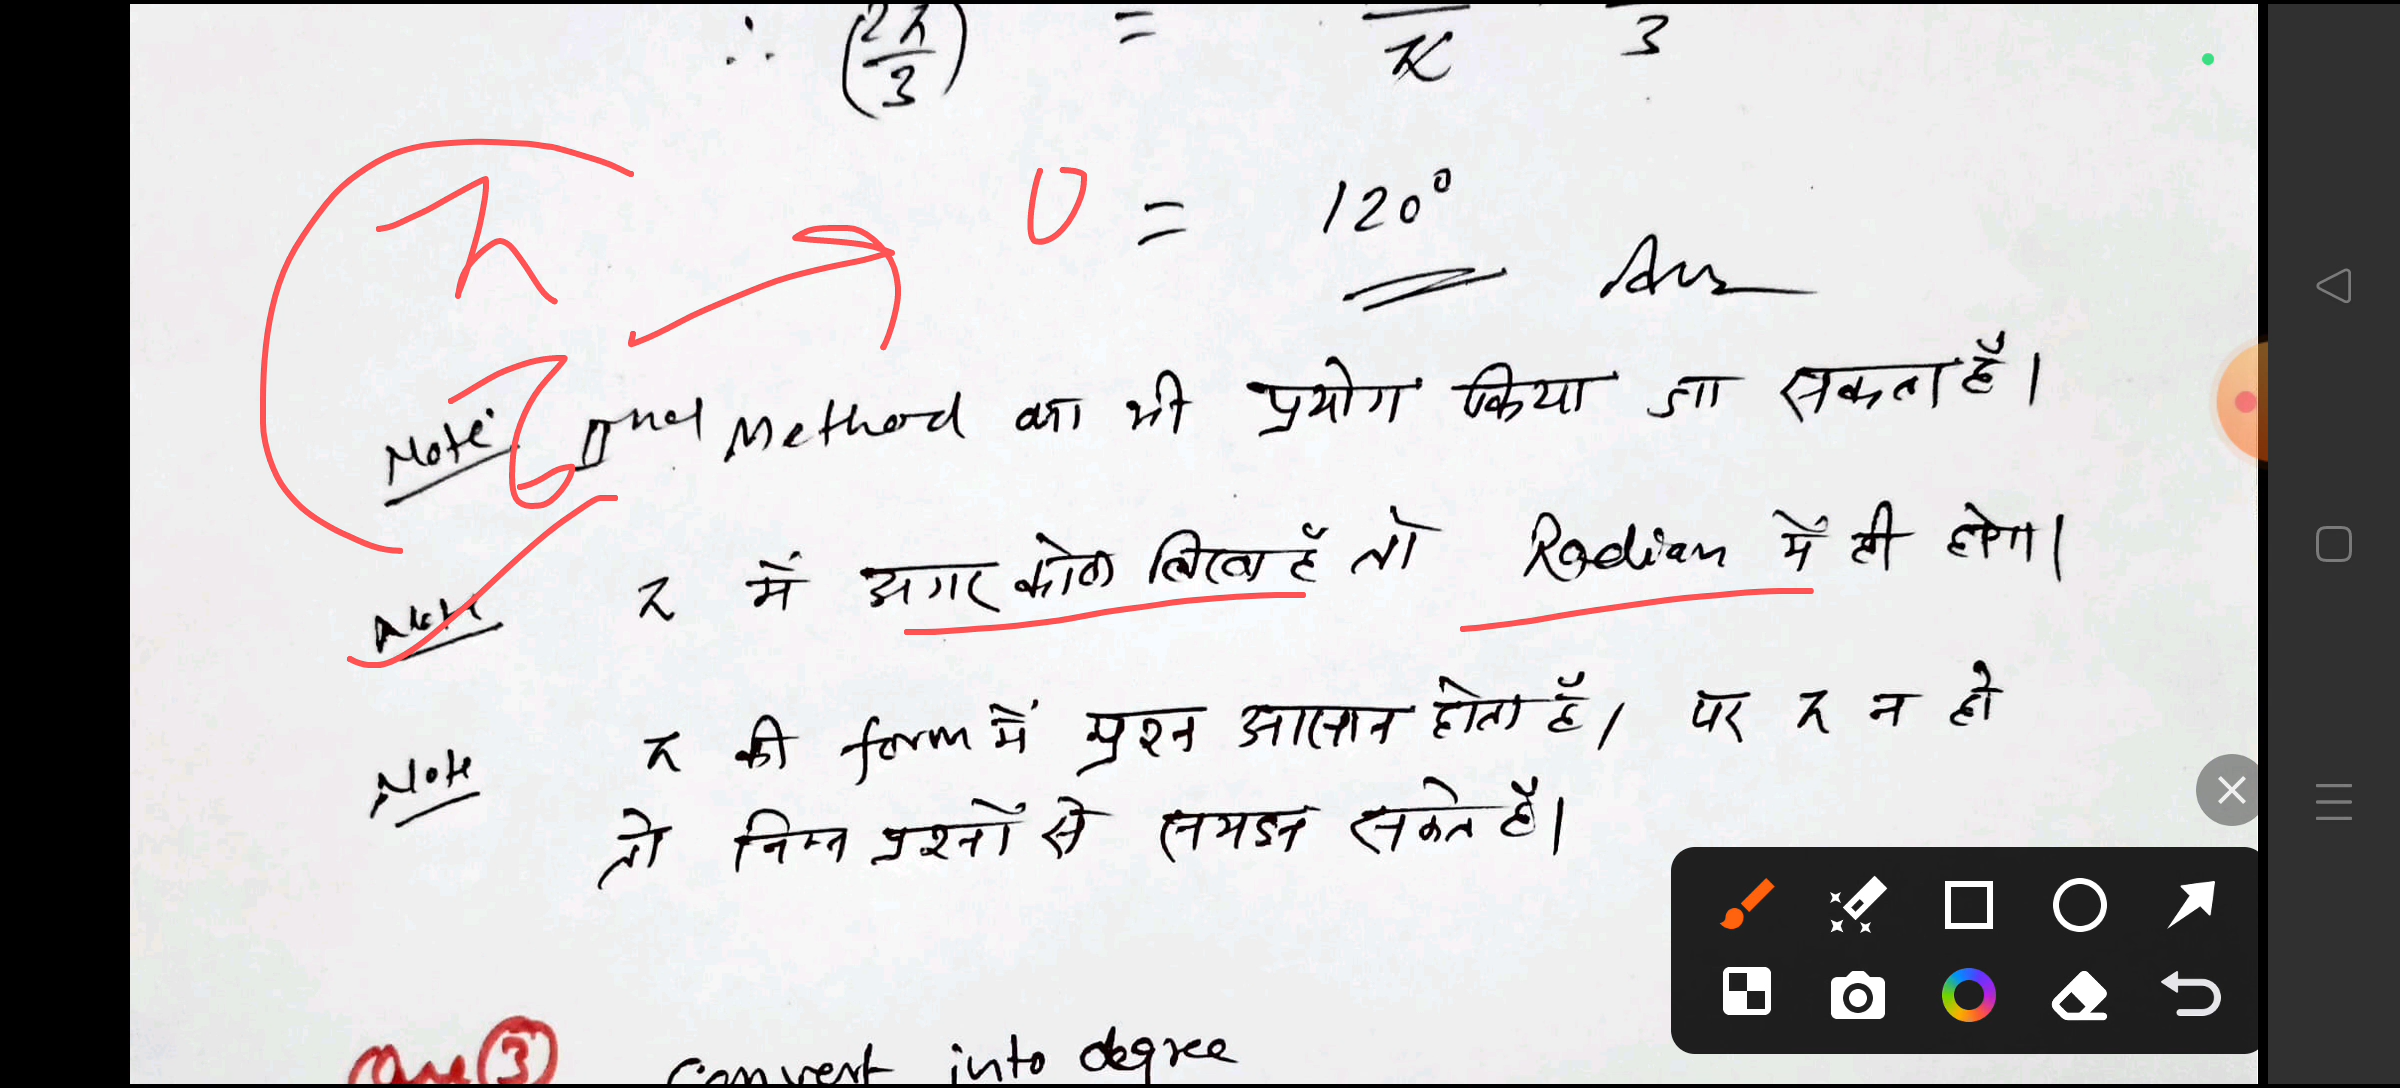 ∴ (2π/3) = π 3
= 120° Ans
Note IInd Method का भी प्रयोग किया जा सकता है।
Note π में अगर कोण लिखा है तो Radian में ही होगा।
Note π की form में प्रश्न आसान होता है। पर π न हो
तो निम्न प्रश्नों से समझ सकते हैं।
Que 3 convert into degree